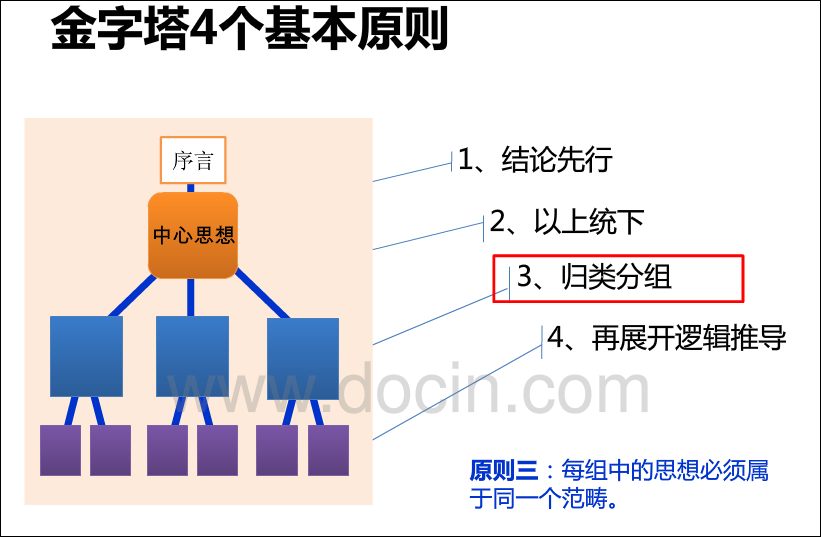 金字塔4个基本原则
序言
中心思想
1、结论先行
2、以上统下
3、归类分组
4、再展开逻辑推导
www.docin.com
原则三：每组中的思想必须属
于同一个范畴。